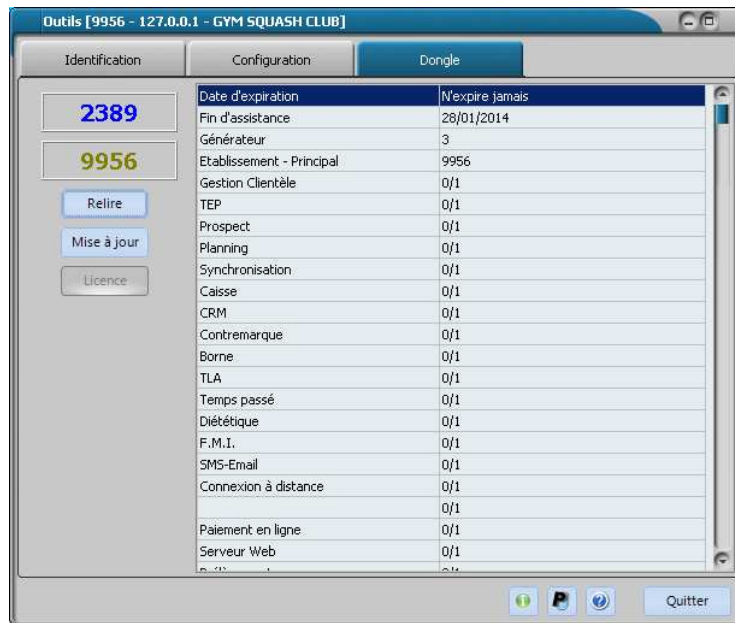 Outils [9956 - 127.0.0.1 - GYM SQUASH CLUB]
Identification Configuration Dongle
2389
9956
Relire
Mise à jour
Licence
Date d'expiration N'expire jamais
Fin d'assistance 28/01/2014
Générateur 3
Etablissement - Principal 9956
Gestion Clientèle 0/1
TEP 0/1
Prospect 0/1
Planning 0/1
Synchronisation 0/1
Caisse 0/1
CRM 0/1
Contremarque 0/1
Borne 0/1
TLA 0/1
Temps passé 0/1
Diététique 0/1
F.M.I. 0/1
SMS-Email 0/1
Connexion à distance 0/1
0/1
Paiement en ligne 0/1
Serveur Web 0/1
Quitter